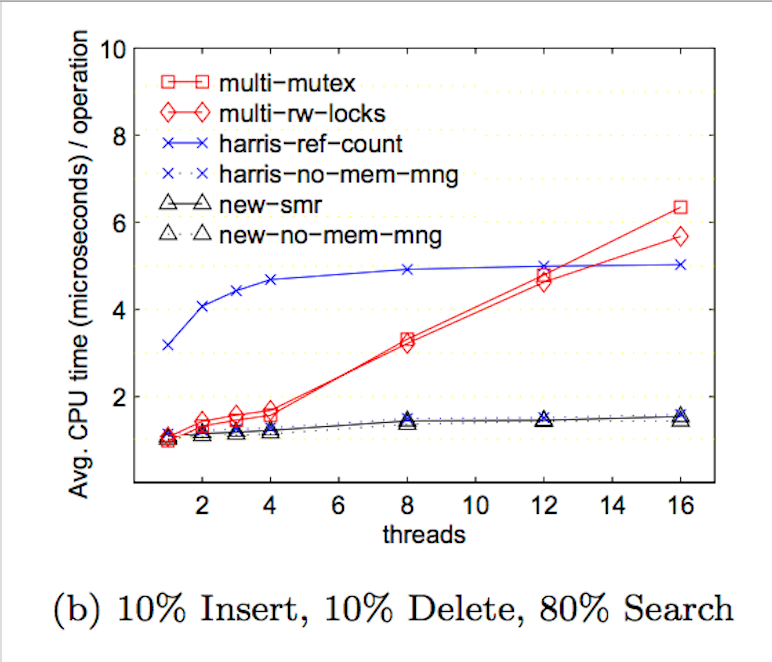 Avg. CPU time (microseconds) / operation
10
8
6
4
2
multi-mutex
multi-rw-locks
harris-ref-count
harris-no-mem-mng
new-smr
new-no-mem-mng
2 4 6 8 10 12 14 16
threads
(b) 10% Insert, 10% Delete, 80% Search